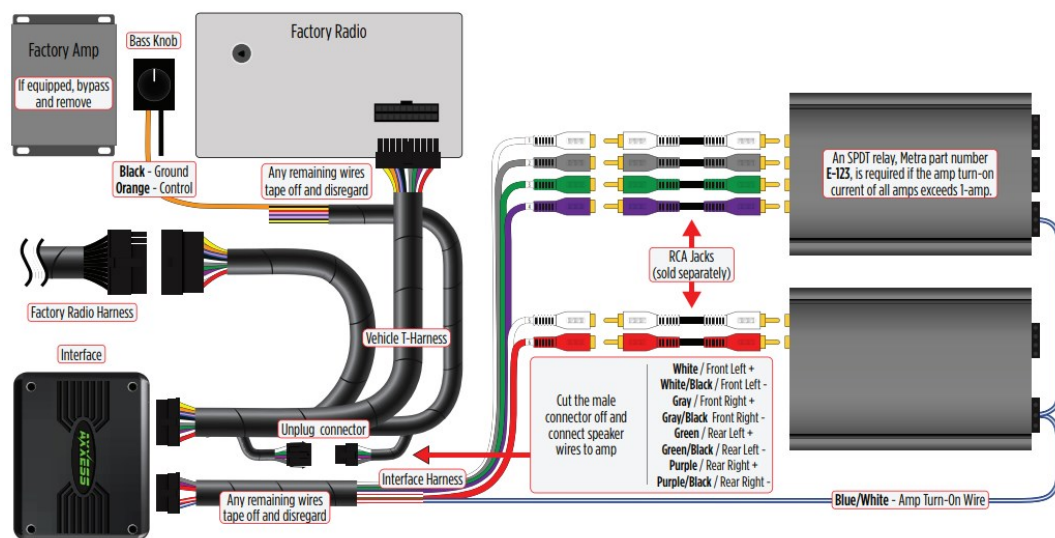 Factory Amp
If equipped, bypass
and remove
Bass Knob
Black - Ground
Orange - Control
Factory Radio
Any remaining wires
tape off and disregard
Factory Radio Harness
Interface
AXXESS
Vehicle T-Harness
Unplug connector
Interface Harness
Any remaining wires
tape off and disregard
An SPDT relay, Metra part number
E-123, is required if the amp turn-on
current of all amps exceeds 1-amp.
RCA Jacks
(sold separately)
Cut the male
connector off and
connect speaker
wires to amp
White / Front Left +
White/Black / Front Left -
Gray / Front Right +
Gray/Black Front Right -
Green / Rear Left +
Green/Black / Rear Left -
Purple / Rear Right +
Purple/Black / Rear Right -
Blue/White - Amp Turn-On Wire